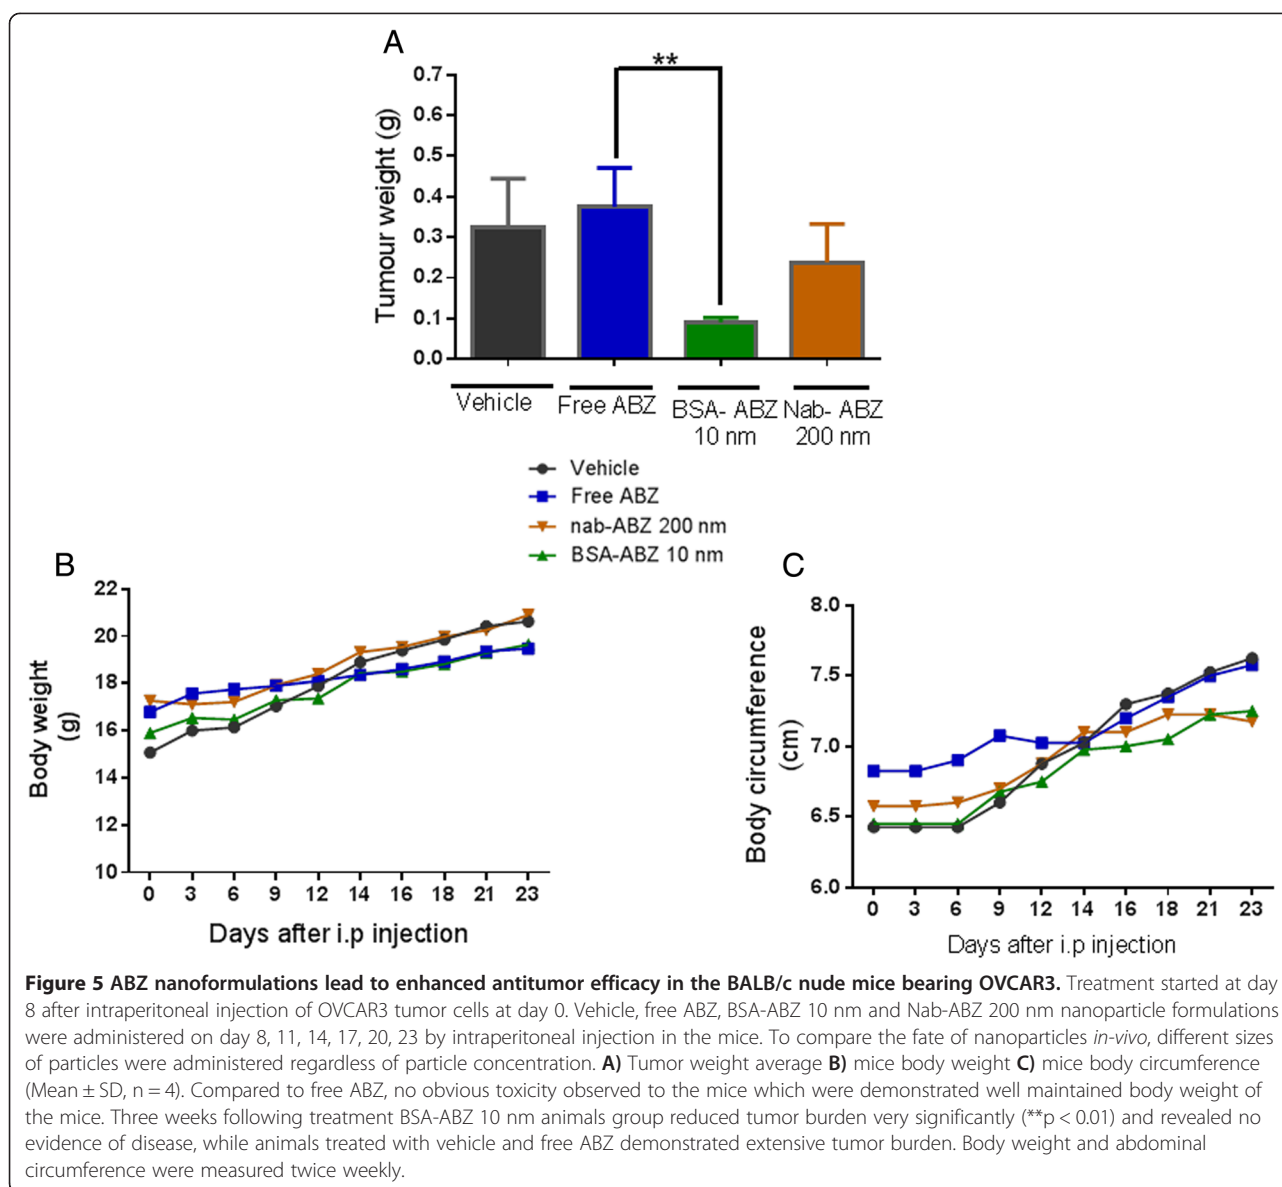 A
**
Tumour weight (g)
0.7
0.6
0.5
0.4
0.3
0.2
0.1
0.0
Vehicle
Free ABZ
BSA- ABZ
10 nm
Nab- ABZ
200 nm
Vehicle
Free ABZ
nab-ABZ 200 nm
BSA-ABZ 10 nm
B
Body weight
(g)
22
20
18
16
14
12
10
0 3 6 9 12 14 16 18 21 23
Days after i.p injection
C
Body circumference
(cm)
8.0
7.5
7.0
6.5
6.0
0 3 6 9 12 14 16 18 21 23
Days after i.p injection
Figure 5 ABZ nanoformulations lead to enhanced antitumor efficacy in the BALB/c nude mice bearing OVCAR3. Treatment started at day
8 after intraperitoneal injection of OVCAR3 tumor cells at day 0. Vehicle, free ABZ, BSA-ABZ 10 nm and Nab-ABZ 200 nm nanoparticle formulations
were administered on day 8, 11, 14, 17, 20, 23 by intraperitoneal injection in the mice. To compare the fate of nanoparticles in-vivo, different sizes
of particles were administered regardless of particle concentration. A) Tumor weight average B) mice body weight C) mice body circumference
(Mean ± SD, n = 4). Compared to free ABZ, no obvious toxicity observed to the mice which were demonstrated well maintained body weight of
the mice. Three weeks following treatment BSA-ABZ 10 nm animals group reduced tumor burden very significantly (**p < 0.01) and revealed no
evidence of disease, while animals treated with vehicle and free ABZ demonstrated extensive tumor burden. Body weight and abdominal
circumference were measured twice weekly.